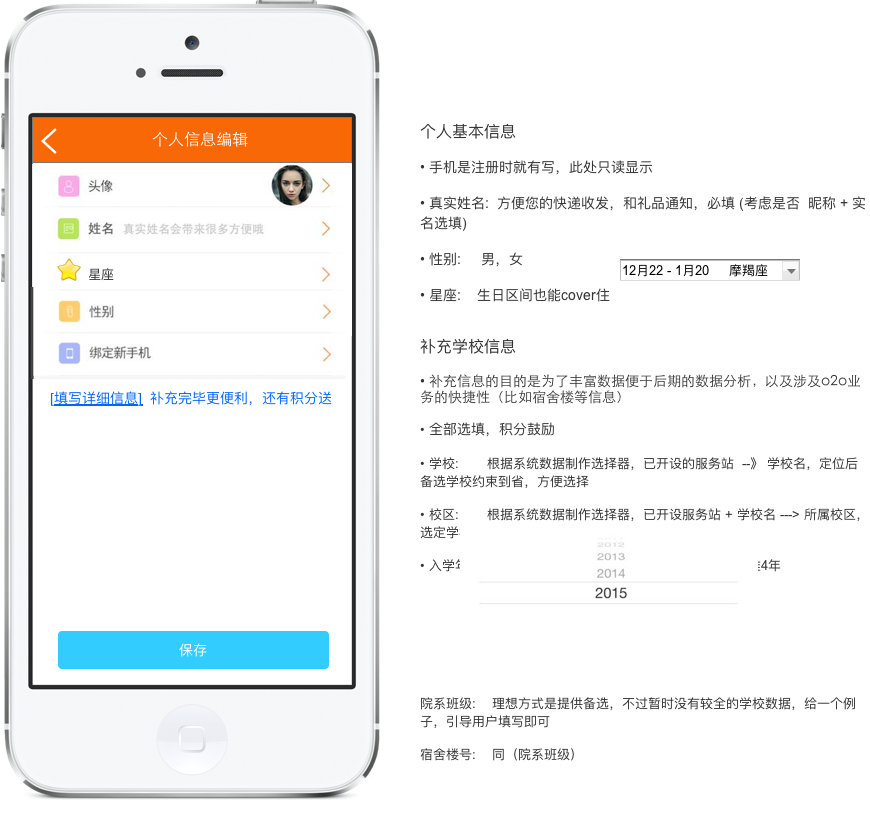 个人信息编辑
头像
姓名 真实姓名会带来很多方便哦
星座
性别
绑定新手机
[填写详细信息] 补充完毕更便利，还有积分送
保存
个人基本信息
• 手机是注册时就有写，此处只读显示
• 真实姓名：方便您的快递收发，和礼品通知，必填 (考虑是否 昵称 + 实
名选填)
• 性别： 男，女
12月22 - 1月20 摩羯座
• 星座： 生日区间也能cover住
补充学校信息
• 补充信息的目的是为了丰富数据便于后期的数据分析，以及涉及o2o业
务的快捷性（比如宿舍楼等信息）
• 全部选填，积分鼓励
• 学校： 根据系统数据制作选择器，已开设的服务站 --》 学校名，定位后
备选学校约束到省，方便选择
• 校区： 根据系统数据制作选择器，已开设服务站 + 学校名 ---> 所属校区，
选定学
2012
2013
• 入学 4年
2014
2015
院系班级： 理想方式是提供备选，不过暂时没有较全的学校数据，给一个例
子，引导用户填写即可
宿舍楼号： 同（院系班级）